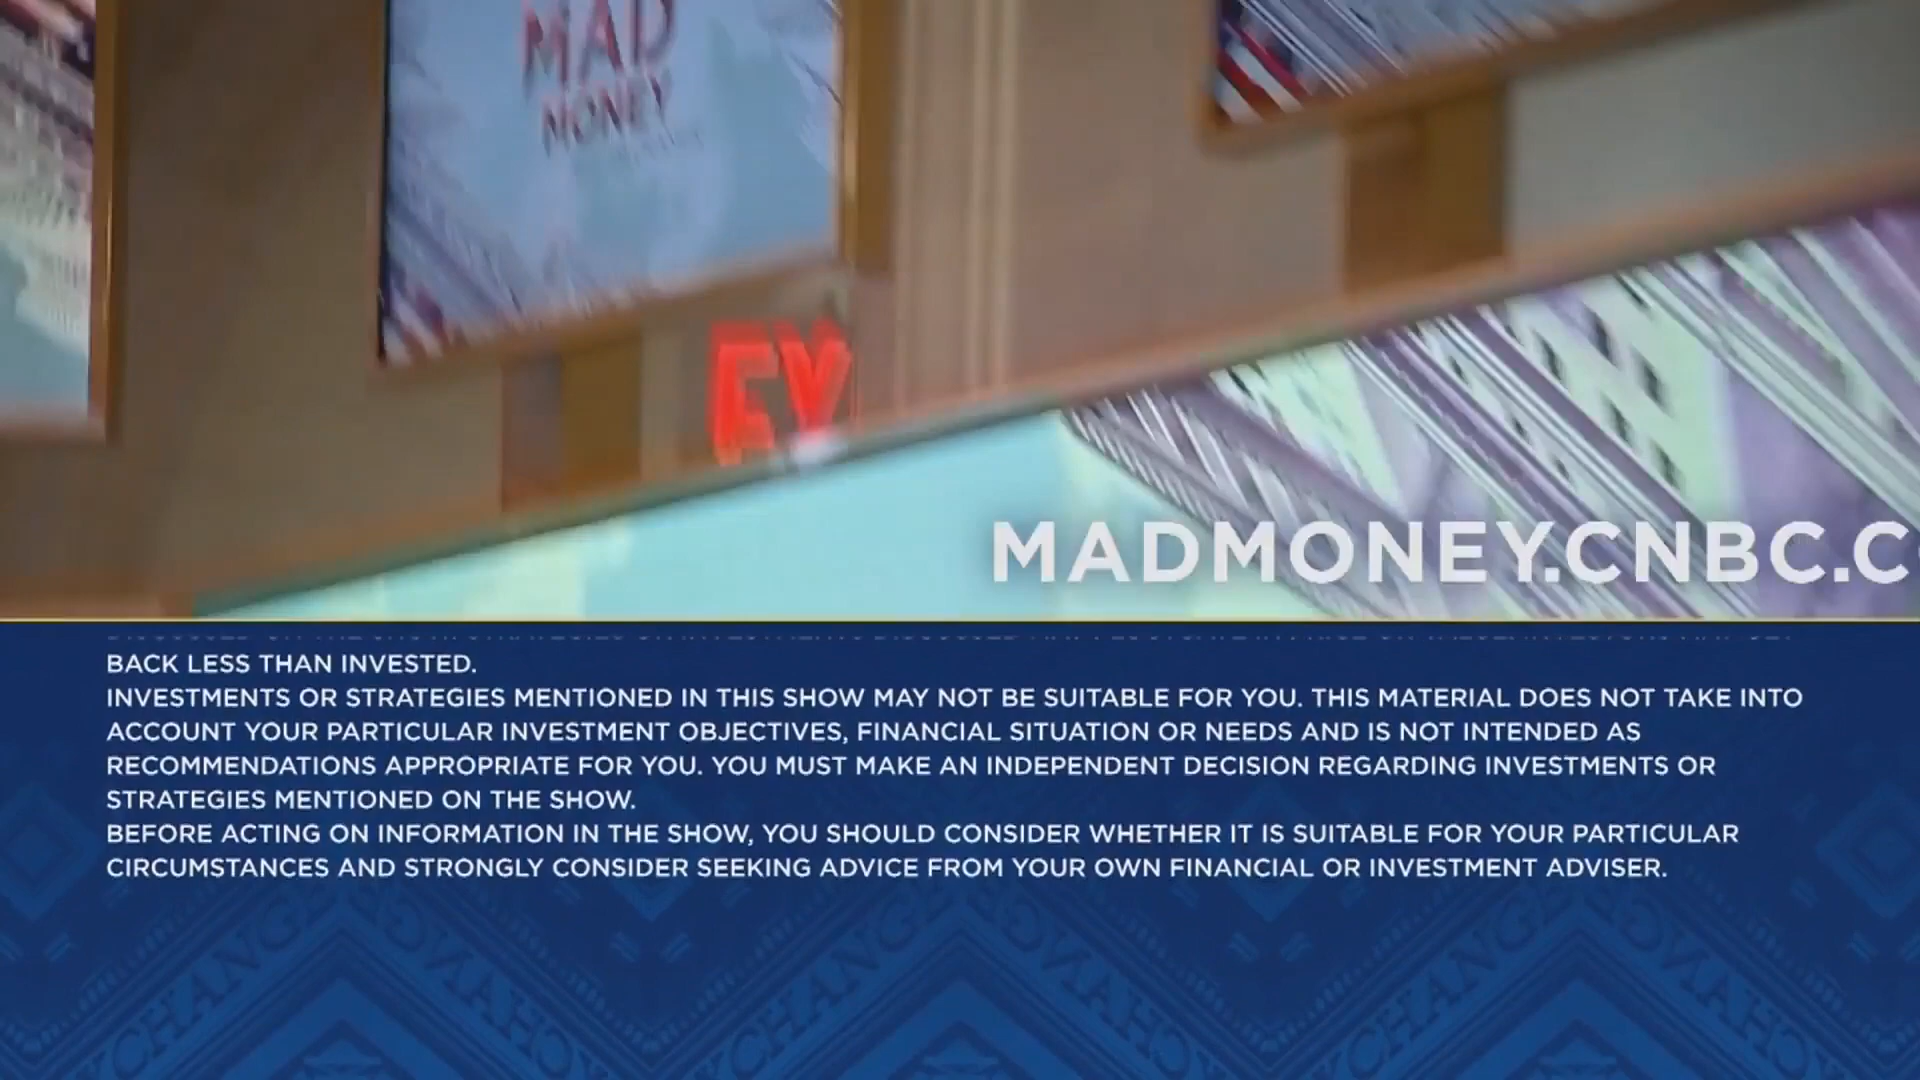 MAD
MONEY
EY
MADMONEY.CNBC.C
BACK LESS THAN INVESTED.
INVESTMENTS OR STRATEGIES MENTIONED IN THIS SHOW MAY NOT BE SUITABLE FOR YOU. THIS MATERIAL DOES NOT TAKE INTO
ACCOUNT YOUR PARTICULAR INVESTMENT OBJECTIVES, FINANCIAL SITUATION OR NEEDS AND IS NOT INTENDED AS
RECOMMENDATIONS APPROPRIATE FOR YOU. YOU MUST MAKE AN INDEPENDENT DECISION REGARDING INVESTMENTS OR
STRATEGIES MENTIONED ON THE SHOW.
BEFORE ACTING ON INFORMATION IN THE SHOW, YOU SHOULD CONSIDER WHETHER IT IS SUITABLE FOR YOUR PARTICULAR
CIRCUMSTANCES AND STRONGLY CONSIDER SEEKING ADVICE FROM YOUR OWN FINANCIAL OR INVESTMENT ADVISER.